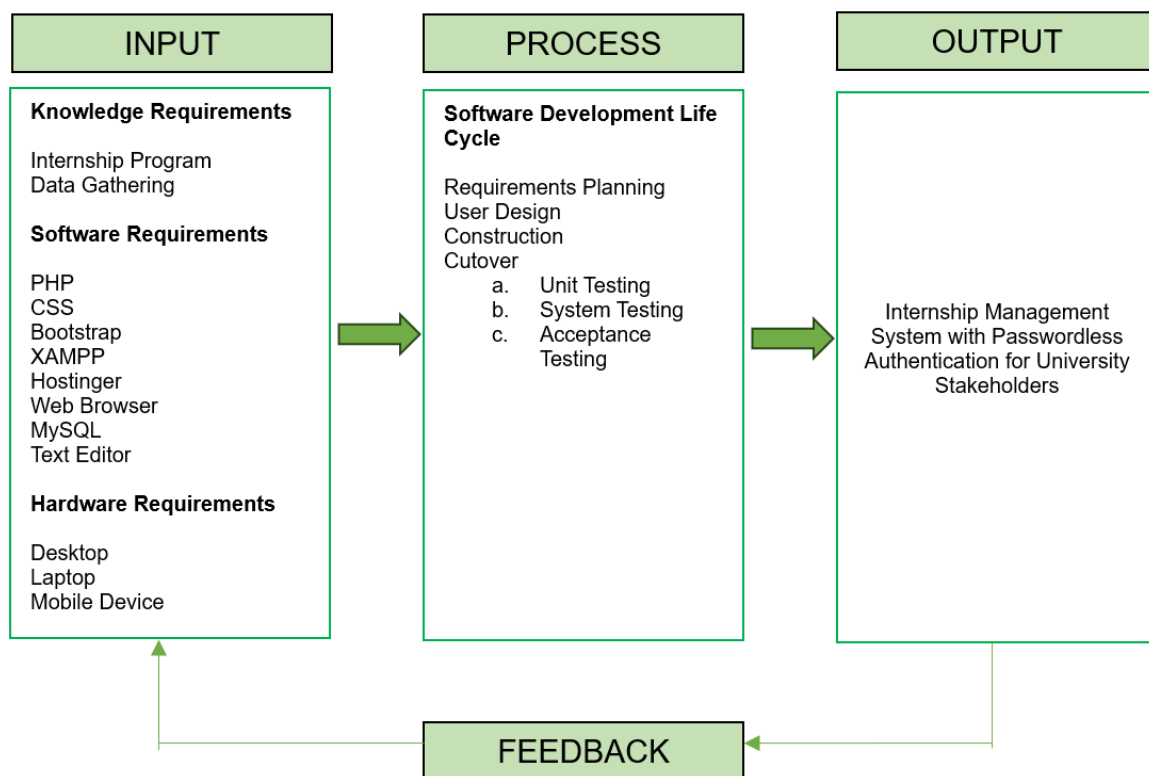 INPUT
Knowledge Requirements
Internship Program
Data Gathering
Software Requirements
PHP
CSS
Bootstrap
XAMPP
Hostinger
Web Browser
MySQL
Text Editor
Hardware Requirements
Desktop
Laptop
Mobile Device
PROCESS
Software Development Life
Cycle
Requirements Planning
User Design
Construction
Cutover
a. Unit Testing
b. System Testing
c. Acceptance
Testing
OUTPUT
Internship Management
System with Passwordless
Authentication for University
Stakeholders
FEEDBACK